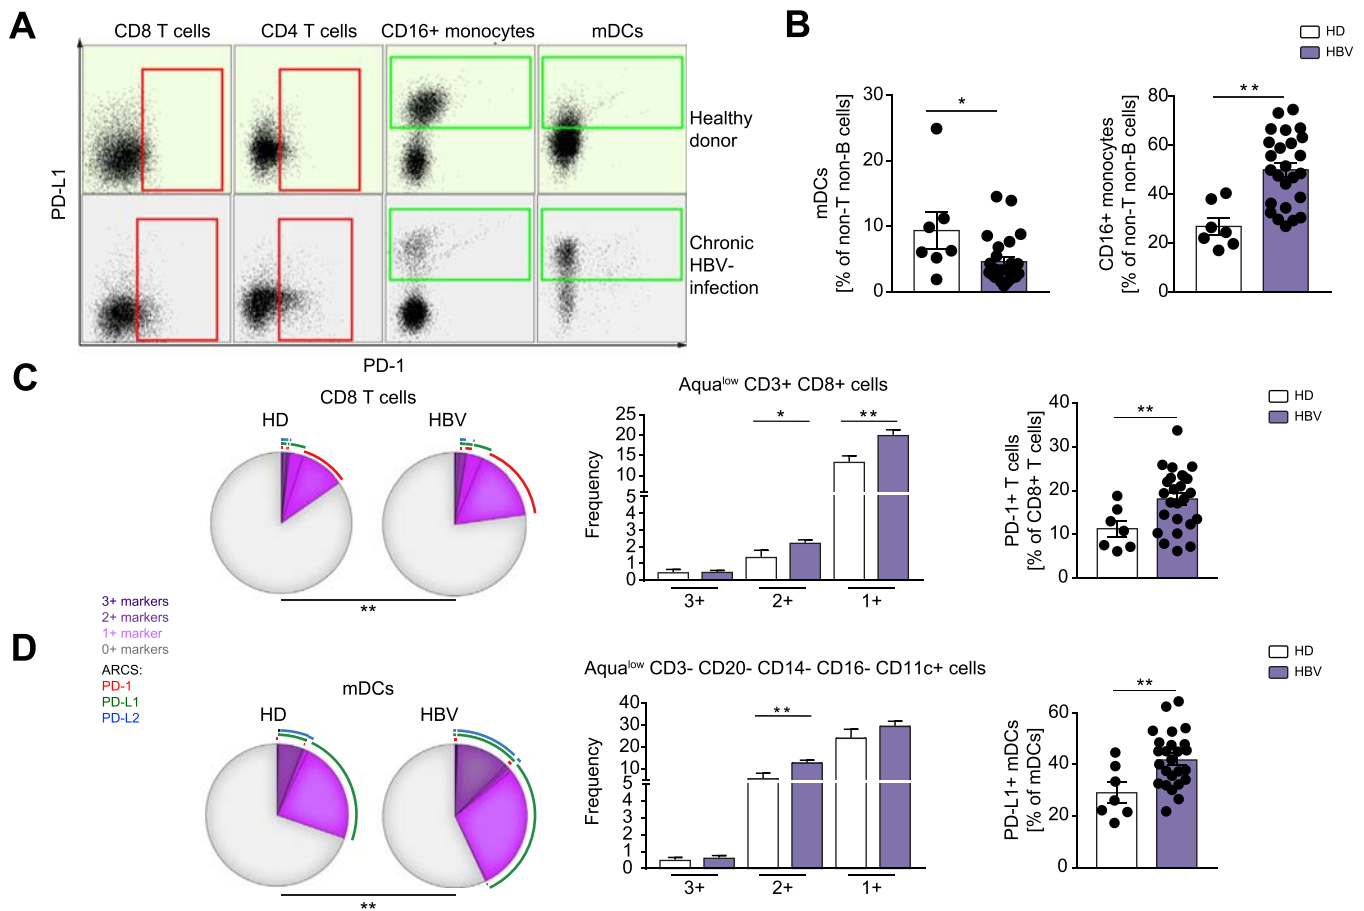 A
CD8 T cells
CD4 T cells
CD16+ monocytes
mDCs
PD-L1
Healthy
donor
Chronic
HBV-
infection
PD-1
B
HD
HBV
mDCs
[% of non-T non-B cells]
30
20
10
0
*
CD16+ monocytes
[% of non-T non-B cells]
80
60
40
20
0
**
C
CD8 T cells
HD
HBV
**
Aqualow CD3+ CD8+ cells
Frequency
25
20
15
10
5
4
3
2
1
0
*
**
3+
2+
1+
HD
HBV
PD-1+ T cells
[% of CD8+ T cells]
40
30
20
10
0
**
3+ markers
2+ markers
1+ marker
0+ markers
ARCS:
PD-1
PD-L1
PD-L2
D
mDCs
HD
HBV
**
Aqualow CD3- CD20- CD14- CD16- CD11c+ cells
Frequency
40
30
20
10
5
4
3
2
1
0
**
3+
2+
1+
HD
HBV
PD-L1+ mDCs
[% of mDCs]
60
40
20
0
**